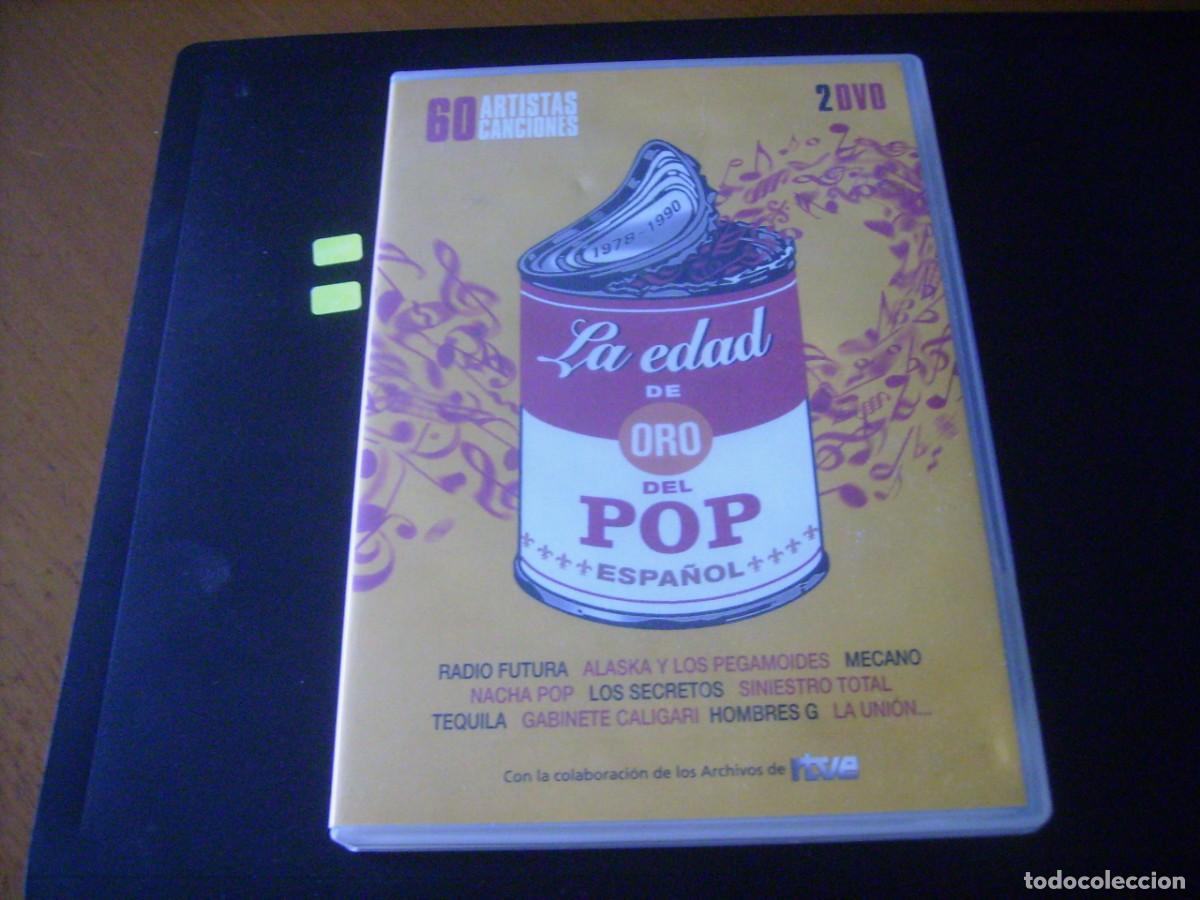 60 ARTISTAS
CANCIONES
2DVD
1978-1990
La edad
DE
ORO
DEL
POP
ESPAÑOL
RADIO FUTURA ALASKA Y LOS PEGAMOIDES MECANO
NACHA POP LOS SECRETOS SINIESTRO TOTAL
TEQUILA GABINETE CALIGARI HOMBRES G LA UNIÓN...
Con la colaboración de los Archivos de rtve
todocoleccion